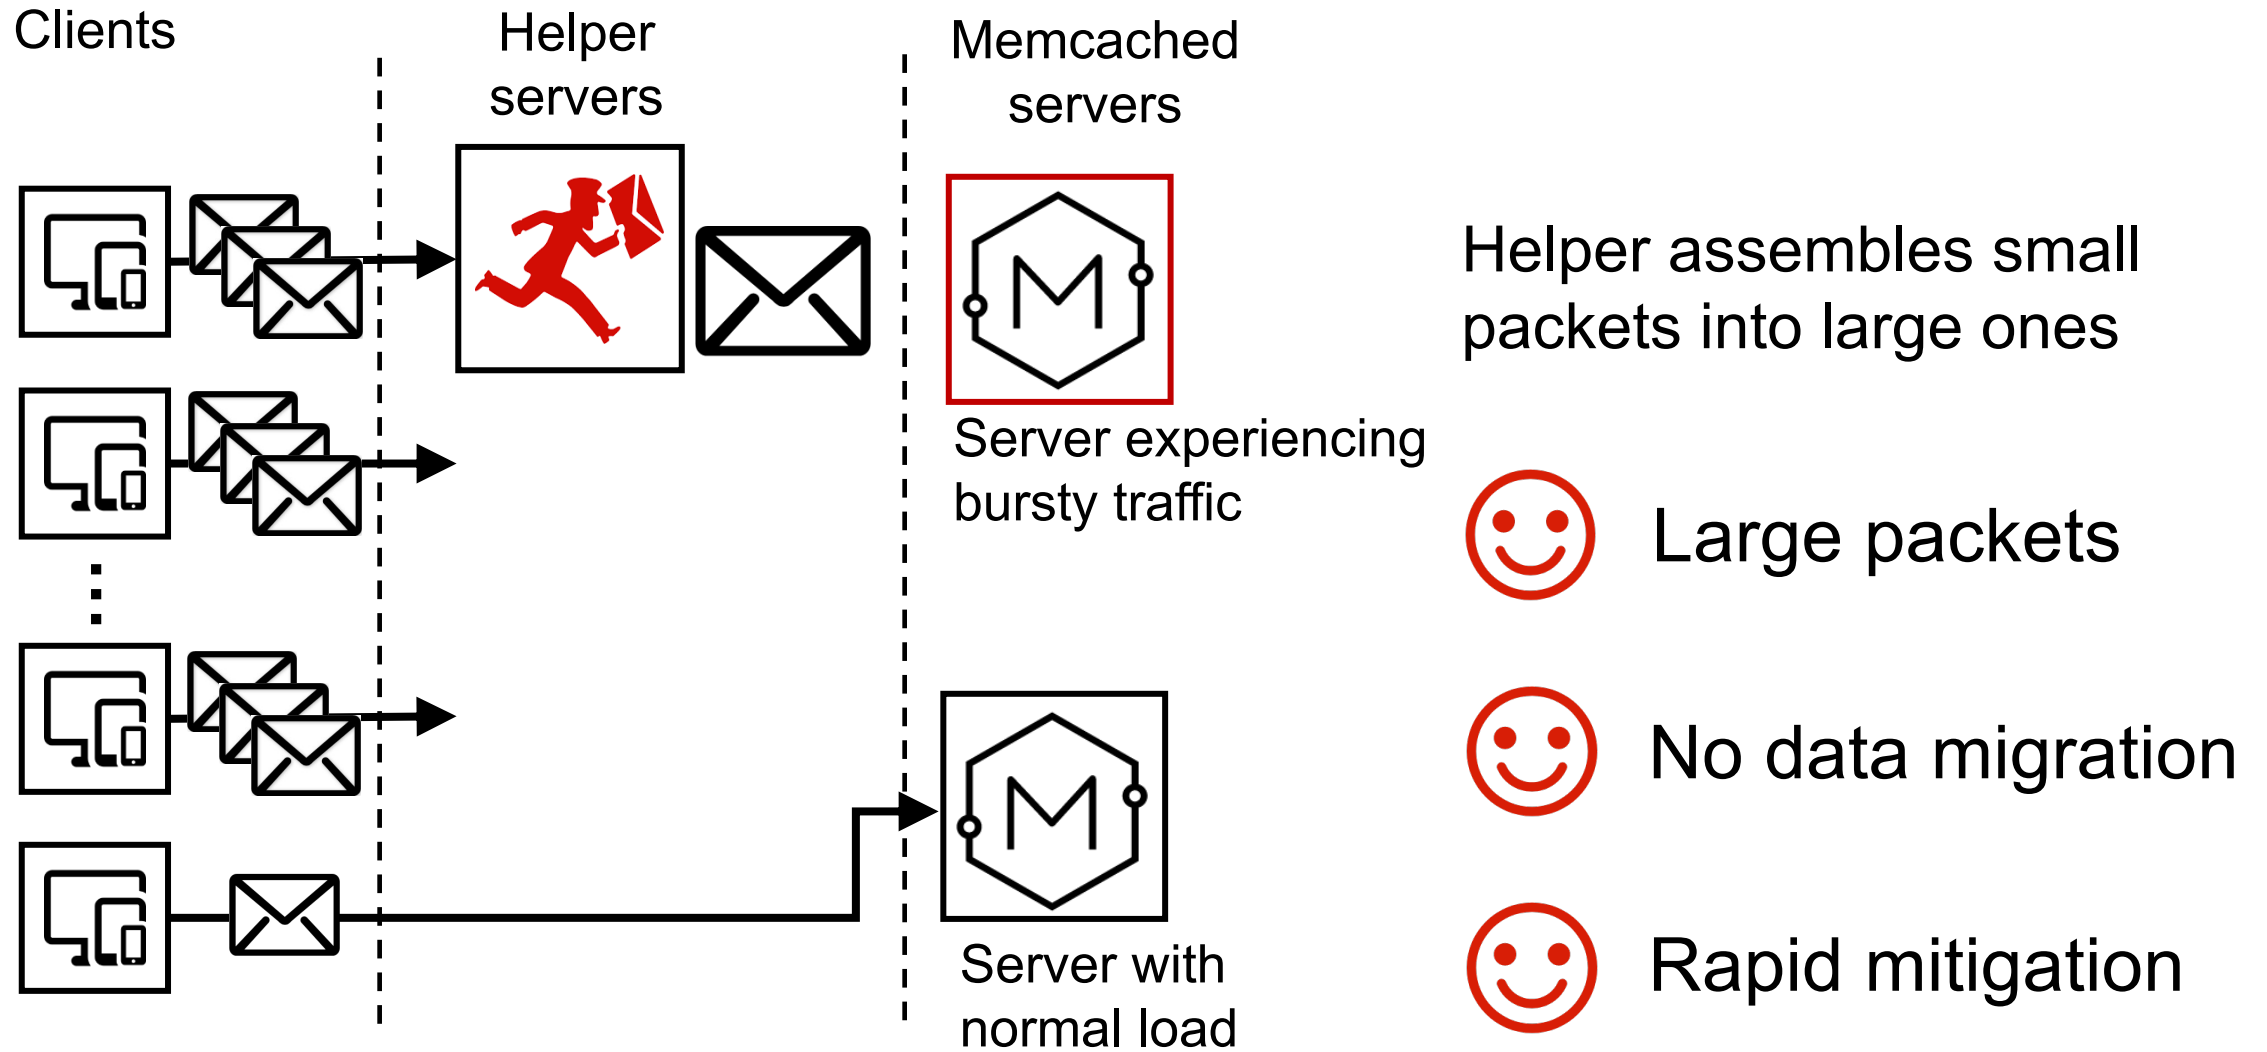 Clients
Helper
servers
Memcached
servers
Server experiencing
bursty traffic
Server with
normal load
Helper assembles small
packets into large ones
Large packets
No data migration
Rapid mitigation